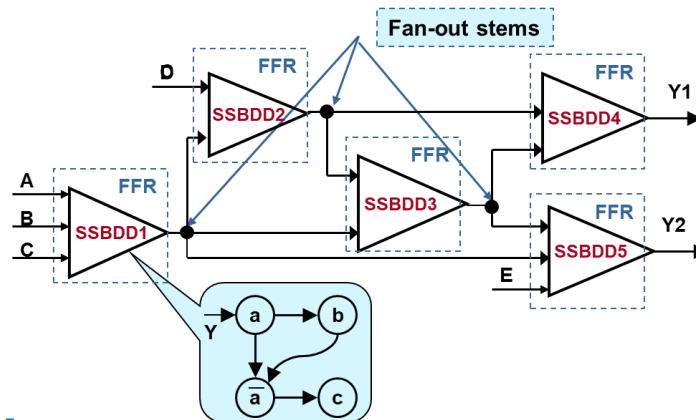 Fan-out stems
FFR
FFR
D
Y1
SSBDD2
SSBDD4
FFR
A
FFR
FFR
B
SSBDD1
SSBDD3
Y2
C
SSBDD5
E
Y
a
b
a̅
c